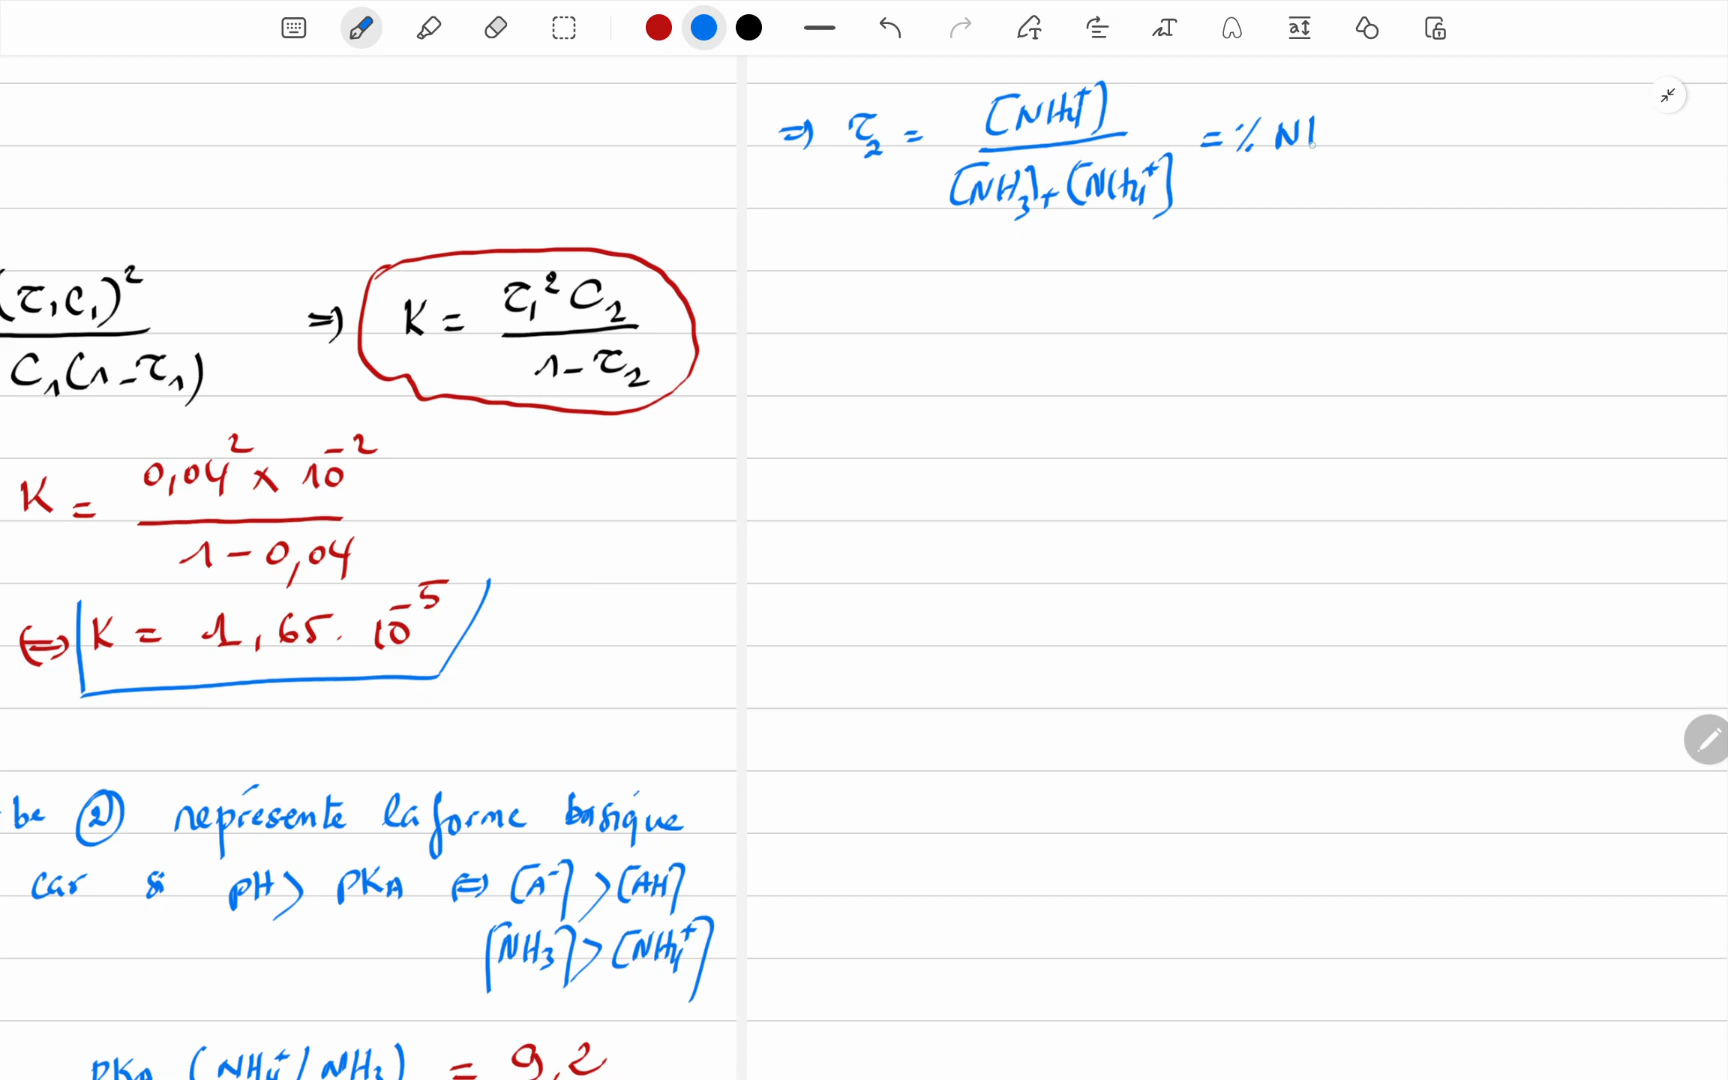 (τ₁C₁)² / C₁(1-τ₁) ⇒ K = τ₁²C₂ / 1-τ₂
K = 0,04² × 10⁻² / 1-0,04
⇔ K = 1,65. 10⁻⁵
be ② représente la forme basique
car si pH > PKA ⇔ [A⁻] > [AH]
[NH₃] > [NH₄⁺]
PKA (NH₄⁺/NH₃) = 9,2
⇒ τ₂ = [NH₄⁺] / [NH₃]+[NH₄⁺] = % N